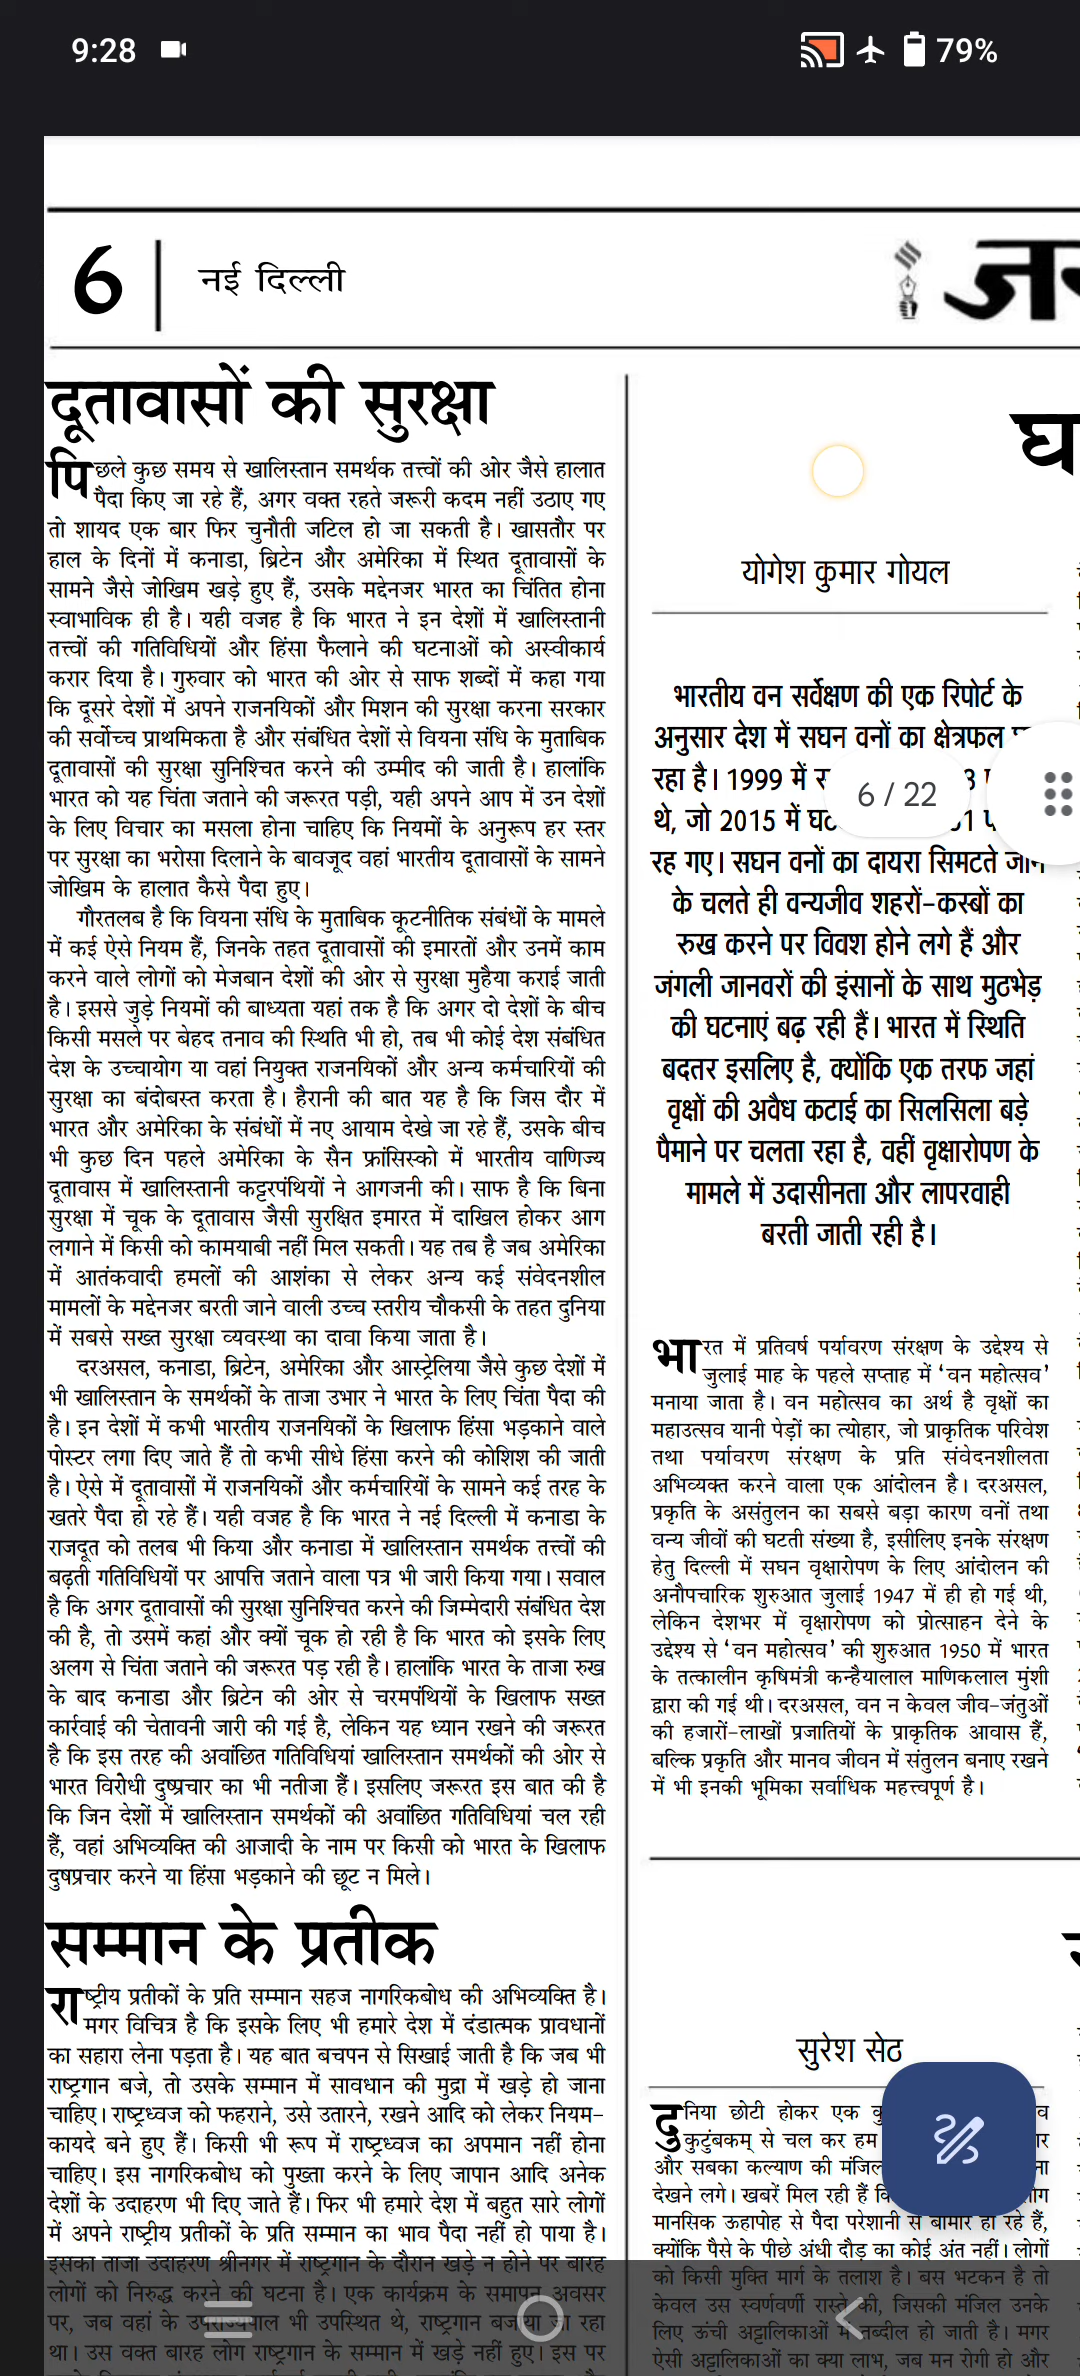 9:28
79%
6
नई दिल्ली
दूतावासों की सुरक्षा
पिछले कुछ समय से खालिस्तान समर्थक तत्त्वों की ओर जैसे हालात
पैदा किए जा रहे हैं, अगर वक्त रहते जरूरी कदम नहीं उठाए गए
तो शायद एक बार फिर चुनौती जटिल हो जा सकती है। खासतौर पर
हाल के दिनों में कनाडा, ब्रिटेन और अमेरिका में स्थित दूतावासों के
सामने जैसे जोखिम खड़े हुए हैं, उसके मद्देनजर भारत का चिंतित होना
स्वाभाविक ही है। यही वजह है कि भारत ने इन देशों में खालिस्तानी
तत्त्वों की गतिविधियों और हिंसा फैलाने की घटनाओं को अस्वीकार्य
करार दिया है। गुरुवार को भारत की ओर से साफ शब्दों में कहा गया
कि दूसरे देशों में अपने राजनयिकों और मिशन की सुरक्षा करना सरकार
की सर्वोच्च प्राथमिकता है और संबंधित देशों से वियना संधि के मुताबिक
दूतावासों की सुरक्षा सुनिश्चित करने की उम्मीद की जाती है। हालांकि
भारत को यह चिंता जताने की जरूरत पड़ी, यही अपने आप में उन देशों
के लिए विचार का मसला होना चाहिए कि नियमों के अनुरूप हर स्तर
पर सुरक्षा का भरोसा दिलाने के बावजूद वहां भारतीय दूतावासों के सामने
जोखिम के हालात कैसे पैदा हुए।
गौरतलब है कि वियना संधि के मुताबिक कूटनीतिक संबंधों के मामले
में कई ऐसे नियम हैं, जिनके तहत दूतावासों की इमारतों और उनमें काम
करने वाले लोगों को मेजबान देशों की ओर से सुरक्षा मुहैया कराई जाती
है। इससे जुड़े नियमों की बाध्यता यहां तक है कि अगर दो देशों के बीच
किसी मसले पर बेहद तनाव की स्थिति भी हो, तब भी कोई देश संबंधित
देश के उच्चायोग या वहां नियुक्त राजनयिकों और अन्य कर्मचारियों की
सुरक्षा का बंदोबस्त करता है। हैरानी की बात यह है कि जिस दौर में
भारत और अमेरिका के संबंधों में नए आयाम देखे जा रहे हैं, उसके बीच
भी कुछ दिन पहले अमेरिका के सैन फ्रांसिस्को में भारतीय वाणिज्य
दूतावास में खालिस्तानी कट्टरपंथियों ने आगजनी की। साफ है कि बिना
सुरक्षा में चूक के दूतावास जैसी सुरक्षित इमारत में दाखिल होकर आग
लगाने में किसी को कामयाबी नहीं मिल सकती। यह तब है जब अमेरिका
में आतंकवादी हमलों की आशंका से लेकर अन्य कई संवेदनशील
मामलों के मद्देनजर बरती जाने वाली उच्च स्तरीय चौकसी के तहत दुनिया
में सबसे सख्त सुरक्षा व्यवस्था का दावा किया जाता है।
दरअसल, कनाडा, ब्रिटेन, अमेरिका और आस्ट्रेलिया जैसे कुछ देशों में
भी खालिस्तान के समर्थकों के ताजा उभार ने भारत के लिए चिंता पैदा की
है। इन देशों में कभी भारतीय राजनयिकों के खिलाफ हिंसा भड़काने वाले
पोस्टर लगा दिए जाते हैं तो कभी सीधे हिंसा करने की कोशिश की जाती
है। ऐसे में दूतावासों में राजनयिकों और कर्मचारियों के सामने कई तरह के
खतरे पैदा हो रहे हैं। यही वजह है कि भारत ने नई दिल्ली में कनाडा के
राजदूत को तलब भी किया और कनाडा में खालिस्तान समर्थक तत्त्वों की
बढ़ती गतिविधियों पर आपत्ति जताने वाला पत्र भी जारी किया गया। सवाल
है कि अगर दूतावासों की सुरक्षा सुनिश्चित करने की जिम्मेदारी संबंधित देश
की है, तो उसमें कहां और क्यों चूक हो रही है कि भारत को इसके लिए
अलग से चिंता जताने की जरूरत पड़ रही है। हालांकि भारत के ताजा रुख
के बाद कनाडा और ब्रिटेन की ओर से चरमपंथियों के खिलाफ सख्त
कार्रवाई की चेतावनी जारी की गई है, लेकिन यह ध्यान रखने की जरूरत
है कि इस तरह की अवांछित गतिविधियां खालिस्तान समर्थकों की ओर से
भारत विरोधी दुष्प्रचार का भी नतीजा हैं। इसलिए जरूरत इस बात की है
कि जिन देशों में खालिस्तान समर्थकों की अवांछित गतिविधियां चल रही
हैं, वहां अभिव्यक्ति की आजादी के नाम पर किसी को भारत के खिलाफ
दुषप्रचार करने या हिंसा भड़काने की छूट न मिले।
सम्मान के प्रतीक
राष्ट्रीय प्रतीकों के प्रति सम्मान सहज नागरिकबोध की अभिव्यक्ति है।
मगर विचित्र है कि इसके लिए भी हमारे देश में दंडात्मक प्रावधानों
का सहारा लेना पड़ता है। यह बात बचपन से सिखाई जाती है कि जब भी
राष्ट्रगान बजे, तो उसके सम्मान में सावधान की मुद्रा में खड़े हो जाना
चाहिए। राष्ट्रध्वज को फहराने, उसे उतारने, रखने आदि को लेकर नियम-
कायदे बने हुए हैं। किसी भी रूप में राष्ट्रध्वज का अपमान नहीं होना
चाहिए। इस नागरिकबोध को पुख्ता करने के लिए जापान आदि अनेक
देशों के उदाहरण भी दिए जाते हैं। फिर भी हमारे देश में बहुत सारे लोगों
में अपने राष्ट्रीय प्रतीकों के प्रति सम्मान का भाव पैदा नहीं हो पाया है।
इसका ताजा उदाहरण श्रीनगर में राष्ट्रगान के दौरान खड़े न होने पर बारह
लोगों को निरुद्ध करने की घटना है। एक कार्यक्रम के समापन अवसर
पर, जब वहां के उपराज्यपाल भी उपस्थित थे, राष्ट्रगान बजाया जा रहा
था। उस वक्त बारह लोग राष्ट्रगान के सम्मान में खड़े नहीं हुए। इस पर
योगेश कुमार गोयल
भारतीय वन सर्वेक्षण की एक रिपोर्ट के
अनुसार देश में सघन वनों का क्षेत्रफल
रहा है। 1999 में
6 / 22
थे, जो 2015 में
रह गए। सघन वनों का दायरा सिमटते जाने
के चलते ही वन्यजीव शहरों-कस्बों का
रुख करने पर विवश होने लगे हैं और
जंगली जानवरों की इंसानों के साथ मुठभेड़
की घटनाएं बढ़ रही हैं। भारत में स्थिति
बदतर इसलिए है, क्योंकि एक तरफ जहां
वृक्षों की अवैध कटाई का सिलसिला बड़े
पैमाने पर चलता रहा है, वहीं वृक्षारोपण के
मामले में उदासीनता और लापरवाही
बरती जाती रही है।
भारत में प्रतिवर्ष पर्यावरण संरक्षण के उद्देश्य से
जुलाई माह के पहले सप्ताह में 'वन महोत्सव'
मनाया जाता है। वन महोत्सव का अर्थ है वृक्षों का
महाउत्सव यानी पेड़ों का त्योहार, जो प्राकृतिक परिवेश
तथा पर्यावरण संरक्षण के प्रति संवेदनशीलता
अभिव्यक्त करने वाला एक आंदोलन है। दरअसल,
प्रकृति के असंतुलन का सबसे बड़ा कारण वनों तथा
वन्य जीवों की घटती संख्या है, इसीलिए इनके संरक्षण
हेतु दिल्ली में सघन वृक्षारोपण के लिए आंदोलन की
अनौपचारिक शुरुआत जुलाई 1947 में ही हो गई थी,
लेकिन देशभर में वृक्षारोपण को प्रोत्साहन देने के
उद्देश्य से 'वन महोत्सव' की शुरुआत 1950 में भारत
के तत्कालीन कृषिमंत्री कन्हैयालाल माणिकलाल मुंशी
द्वारा की गई थी। दरअसल, वन न केवल जीव-जंतुओं
की हजारों-लाखों प्रजातियों के प्राकृतिक आवास हैं,
बल्कि प्रकृति और मानव जीवन में संतुलन बनाए रखने
में भी इनकी भूमिका सर्वाधिक महत्त्वपूर्ण है।
सुरेश सेठ
दुनिया छोटी होकर एक
कुटुंबकम् से चल कर हम
और सबका कल्याण की
देखने लगे। खबरें मिल रही हैं
मानसिक ऊहापोह से पैदा परेशानी से बीमार हो रहे हैं,
क्योंकि पैसे के पीछे अंधी दौड़ का कोई अंत नहीं। लोगों
को किसी मुक्ति मार्ग के तलाश है। बस भटकन है तो
केवल उस स्वर्णवर्णी रास्ते की, जिसकी मंजिल उनके
लिए ऊंची अट्टालिकाओं में तब्दील हो जाती है। मगर
ऐसी अट्टालिकाओं का क्या लाभ, जब मन रोगी हो और